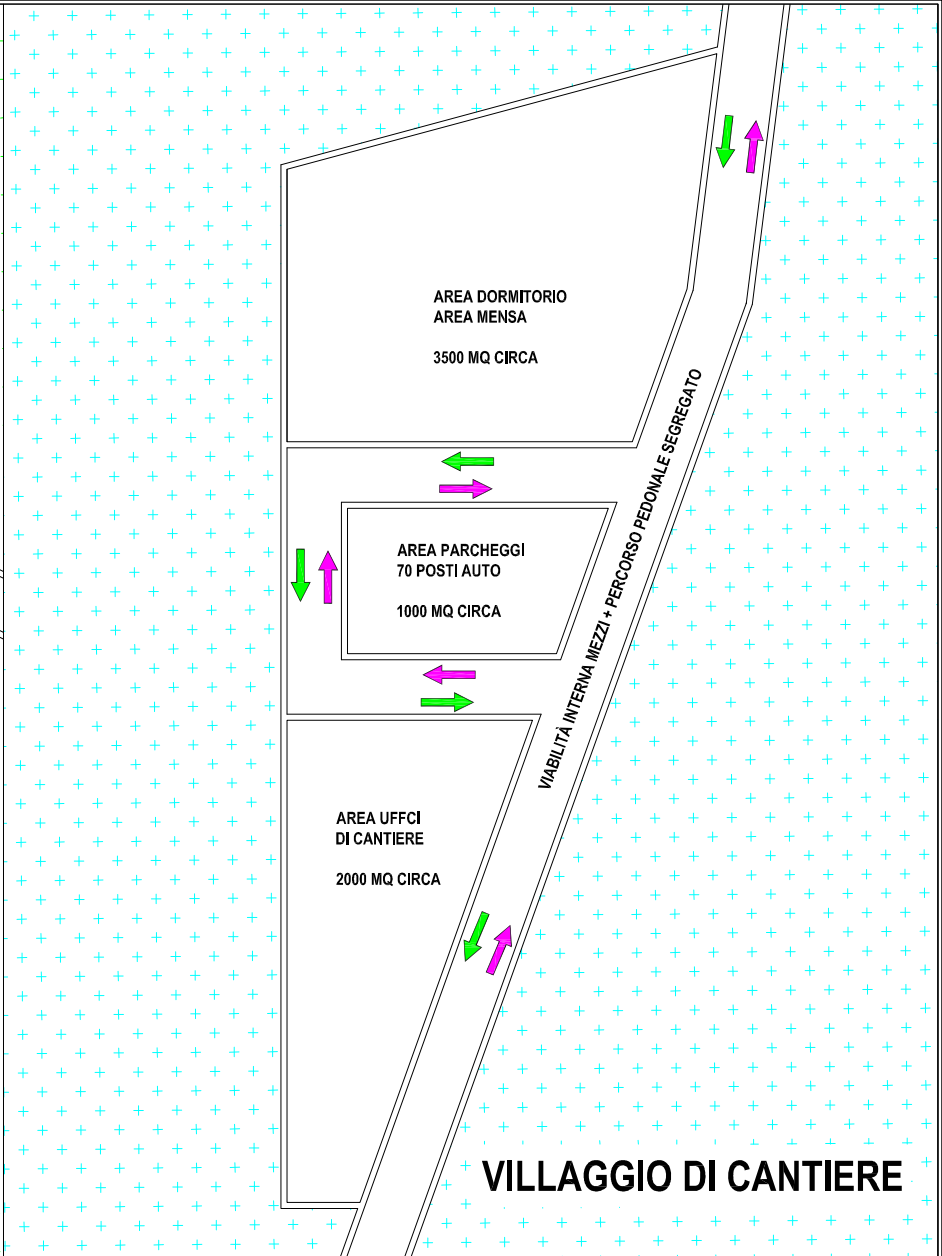 AREA DORMITORIO
AREA MENSA
3500 MQ CIRCA
VIABILITÀ INTERNA MEZZI + PERCORSO PEDONALE SEGREGATO
AREA PARCHEGGI
70 POSTI AUTO
1000 MQ CIRCA
AREA UFFCI
DI CANTIERE
2000 MQ CIRCA
VILLAGGIO DI CANTIERE